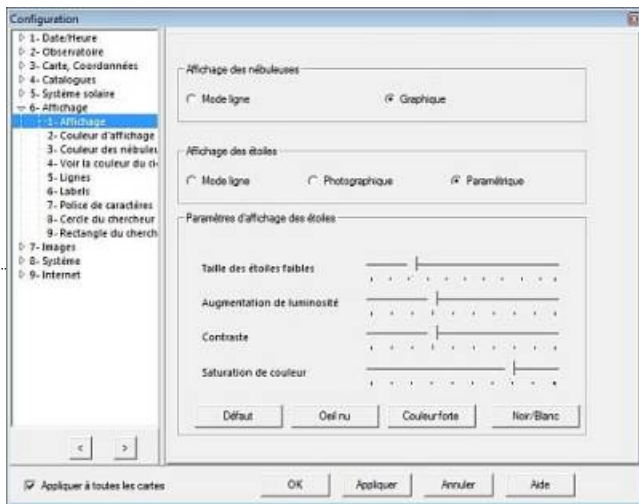 Configuration
1- Date/Heure
2- Observatoire
3- Carte, Coordonnées
4- Catalogues
5- Système solaire
6- Affichage
1- Affichage
2- Couleur d'affichage
3- Couleur des nébuleu
4- Voir la couleur du ci
5- Lignes
6- Labels
7- Police de caractères
8- Cercle du chercheur
9- Rectangle du cherch
7- Images
8- Système
9- Internet
< >
Affichage des nébuleuses
Mode ligne Graphique
Affichage des étoiles
Mode ligne Photographique Paramétrique
Paramètres d'affichage des étoiles
Taille des étoiles faibles
Augmentation de luminosité
Contraste
Saturation de couleur
Défaut Oeil nu Couleur forte Noir/Blanc
Appliquer à toutes les cartes OK Appliquer Annuler Aide